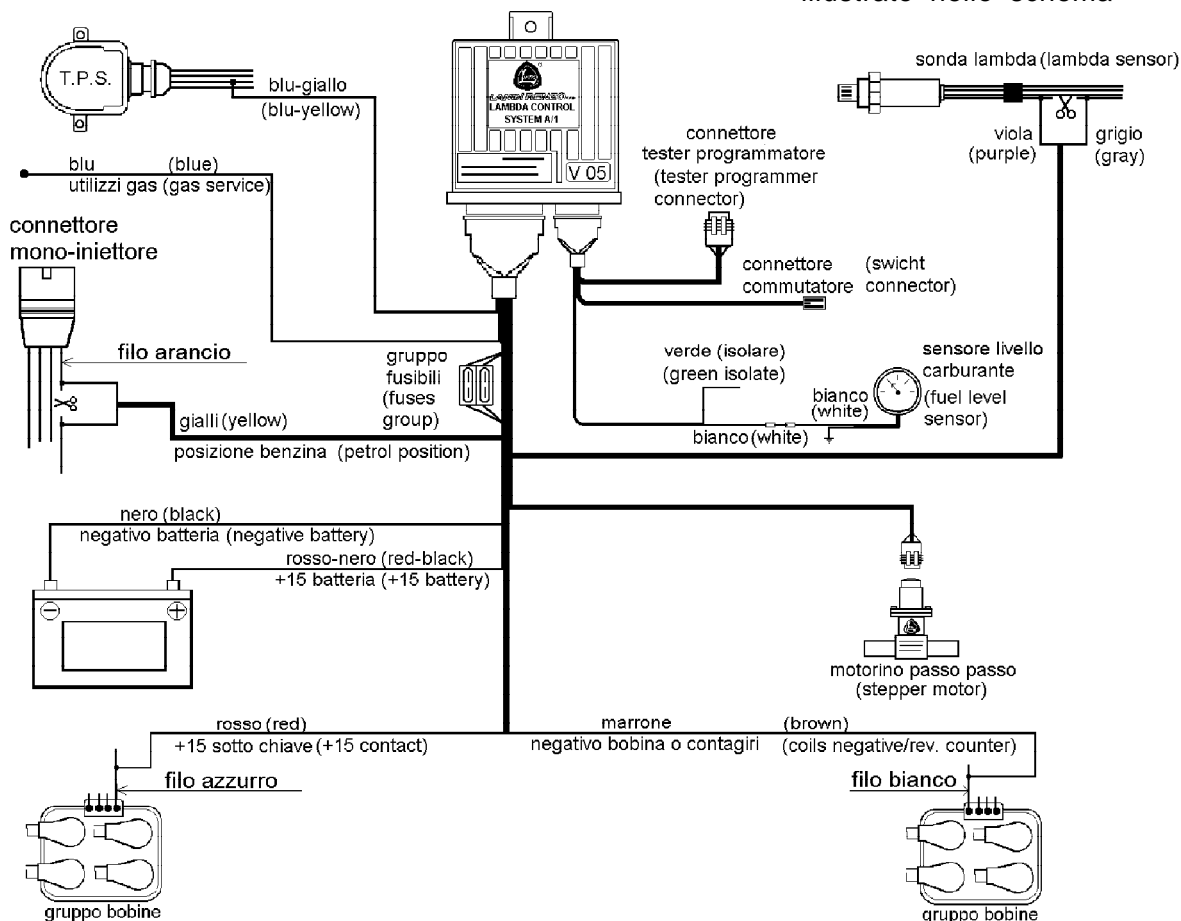 illustrato nello schema
T.P.S.
blu-giallo
(blu-yellow)
blu (blue)
utilizzi gas (gas service)
LANDI RENZO
LAMBDA CONTROL
SYSTEM A/1
V 05
sonda lambda (lambda sensor)
viola
(purple)
grigio
(gray)
connettore
tester programmatore
(tester programmer
connector)
connettore
commutatore
(swicht
connector)
connettore
mono-iniettore
filo arancio
gialli (yellow)
posizione benzina (petrol position)
gruppo
fusibili
(fuses
group)
verde (isolare)
(green isolate)
bianco
(white)
bianco (white)
sensore livello
carburante
(fuel level
sensor)
nero (black)
negativo batteria (negative battery)
rosso-nero (red-black)
+15 batteria (+15 battery)
motorino passo passo
(stepper motor)
rosso (red)
+15 sotto chiave (+15 contact)
filo azzurro
gruppo bobine
marrone (brown)
negativo bobina o contagiri (coils negative/rev. counter)
filo bianco
gruppo bobine